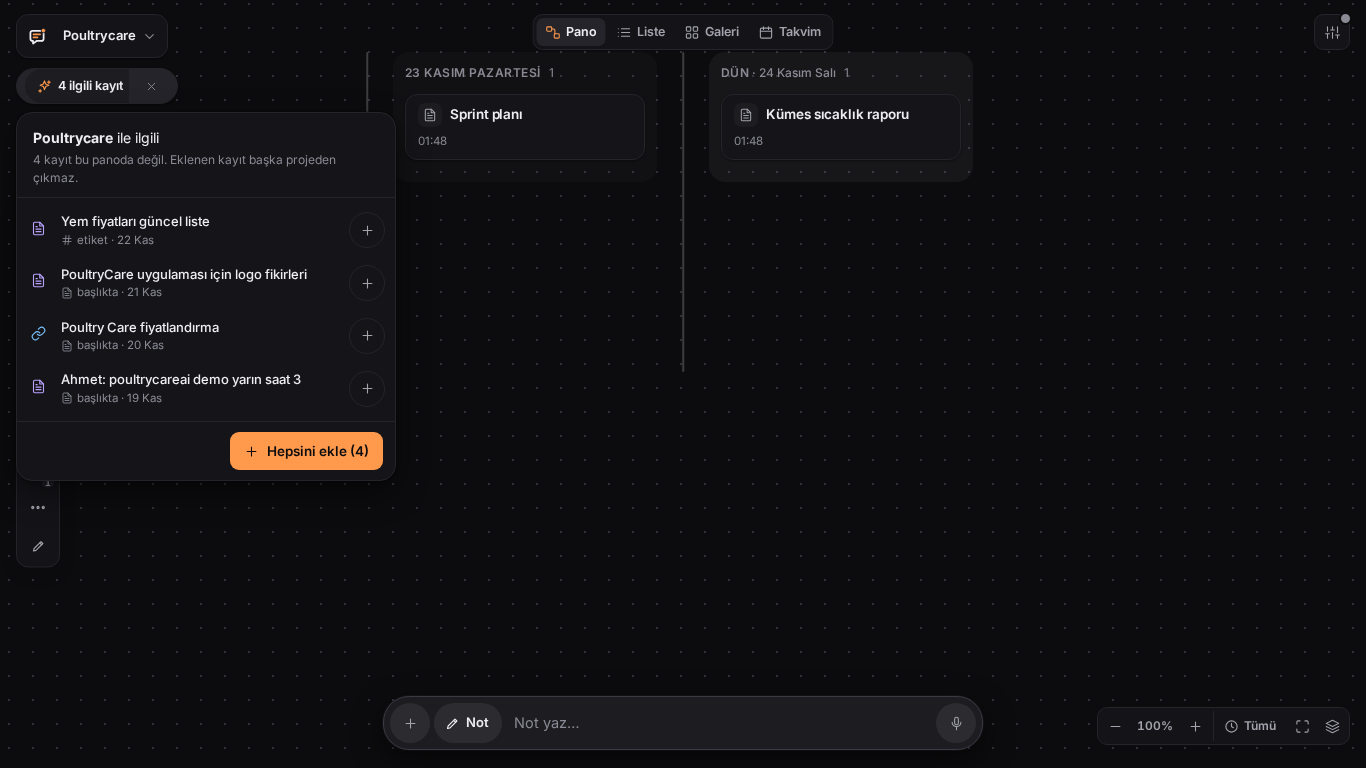 Poultrycare
Pano
Liste
Galeri
Takvim
4 ilgili kayıt
Poultrycare ile ilgili
4 kayıt bu panoda değil. Eklenen kayıt başka projeden
çıkmaz.
Yem fiyatları güncel liste
etiket · 22 Kas
PoultryCare uygulaması için logo fikirleri
başlıkta · 21 Kas
Poultry Care fiyatlandırma
başlıkta · 20 Kas
Ahmet: poultrycareai demo yarın saat 3
başlıkta · 19 Kas
Hepsini ekle (4)
1
23 KASIM PAZARTESİ 1
Sprint planı
01:48
DÜN · 24 Kasım Salı 1
Kümes sıcaklık raporu
01:48
Not
Not yaz...
100%
Tümü